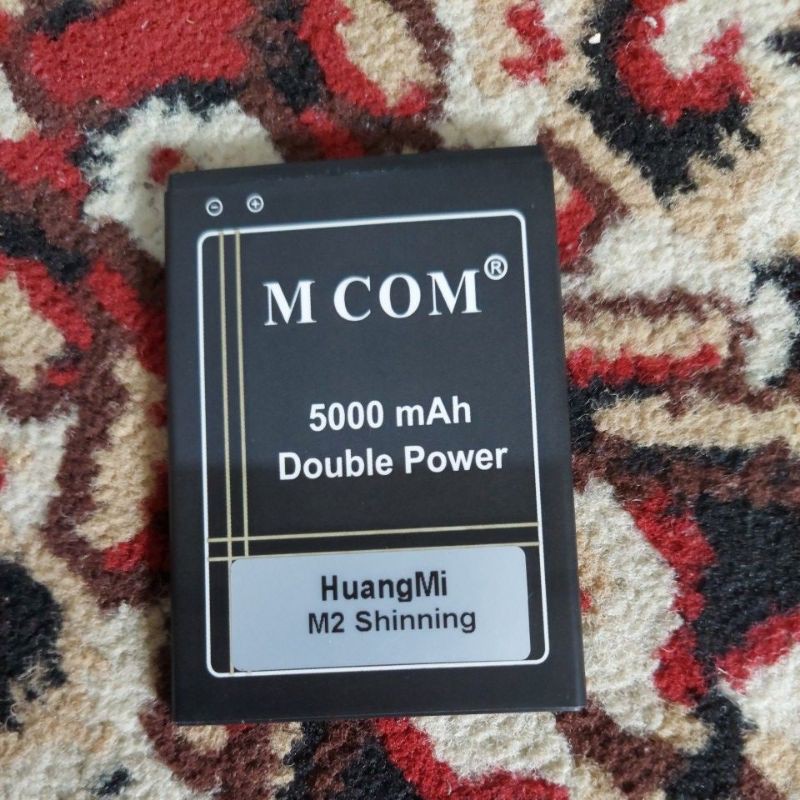 ⊖ ⊕
M COM®
5000 mAh
Double Power
HuangMi
M2 Shinning